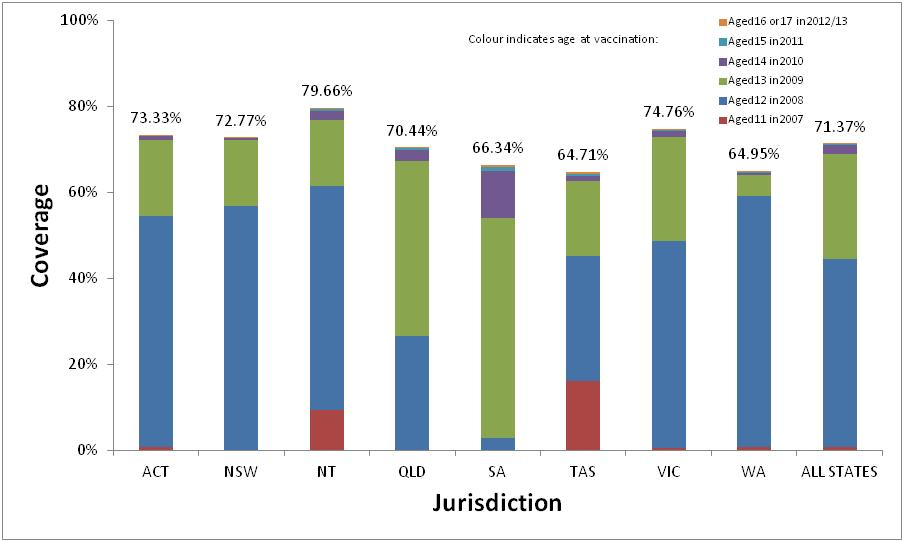 100%
Aged16 or17 in2012/13
Colour indicates age at vaccination:
Aged15 in2011
Aged14 in2010
Aged13 in2009
Aged12 in2008
Aged11 in2007
80%
60%
40%
20%
0%
73.33%
72.77%
79.66%
70.44%
66.34%
64.71%
74.76%
64.95%
71.37%
Coverage
ACT NSW NT QLD SA TAS VIC WA ALL STATES
Jurisdiction